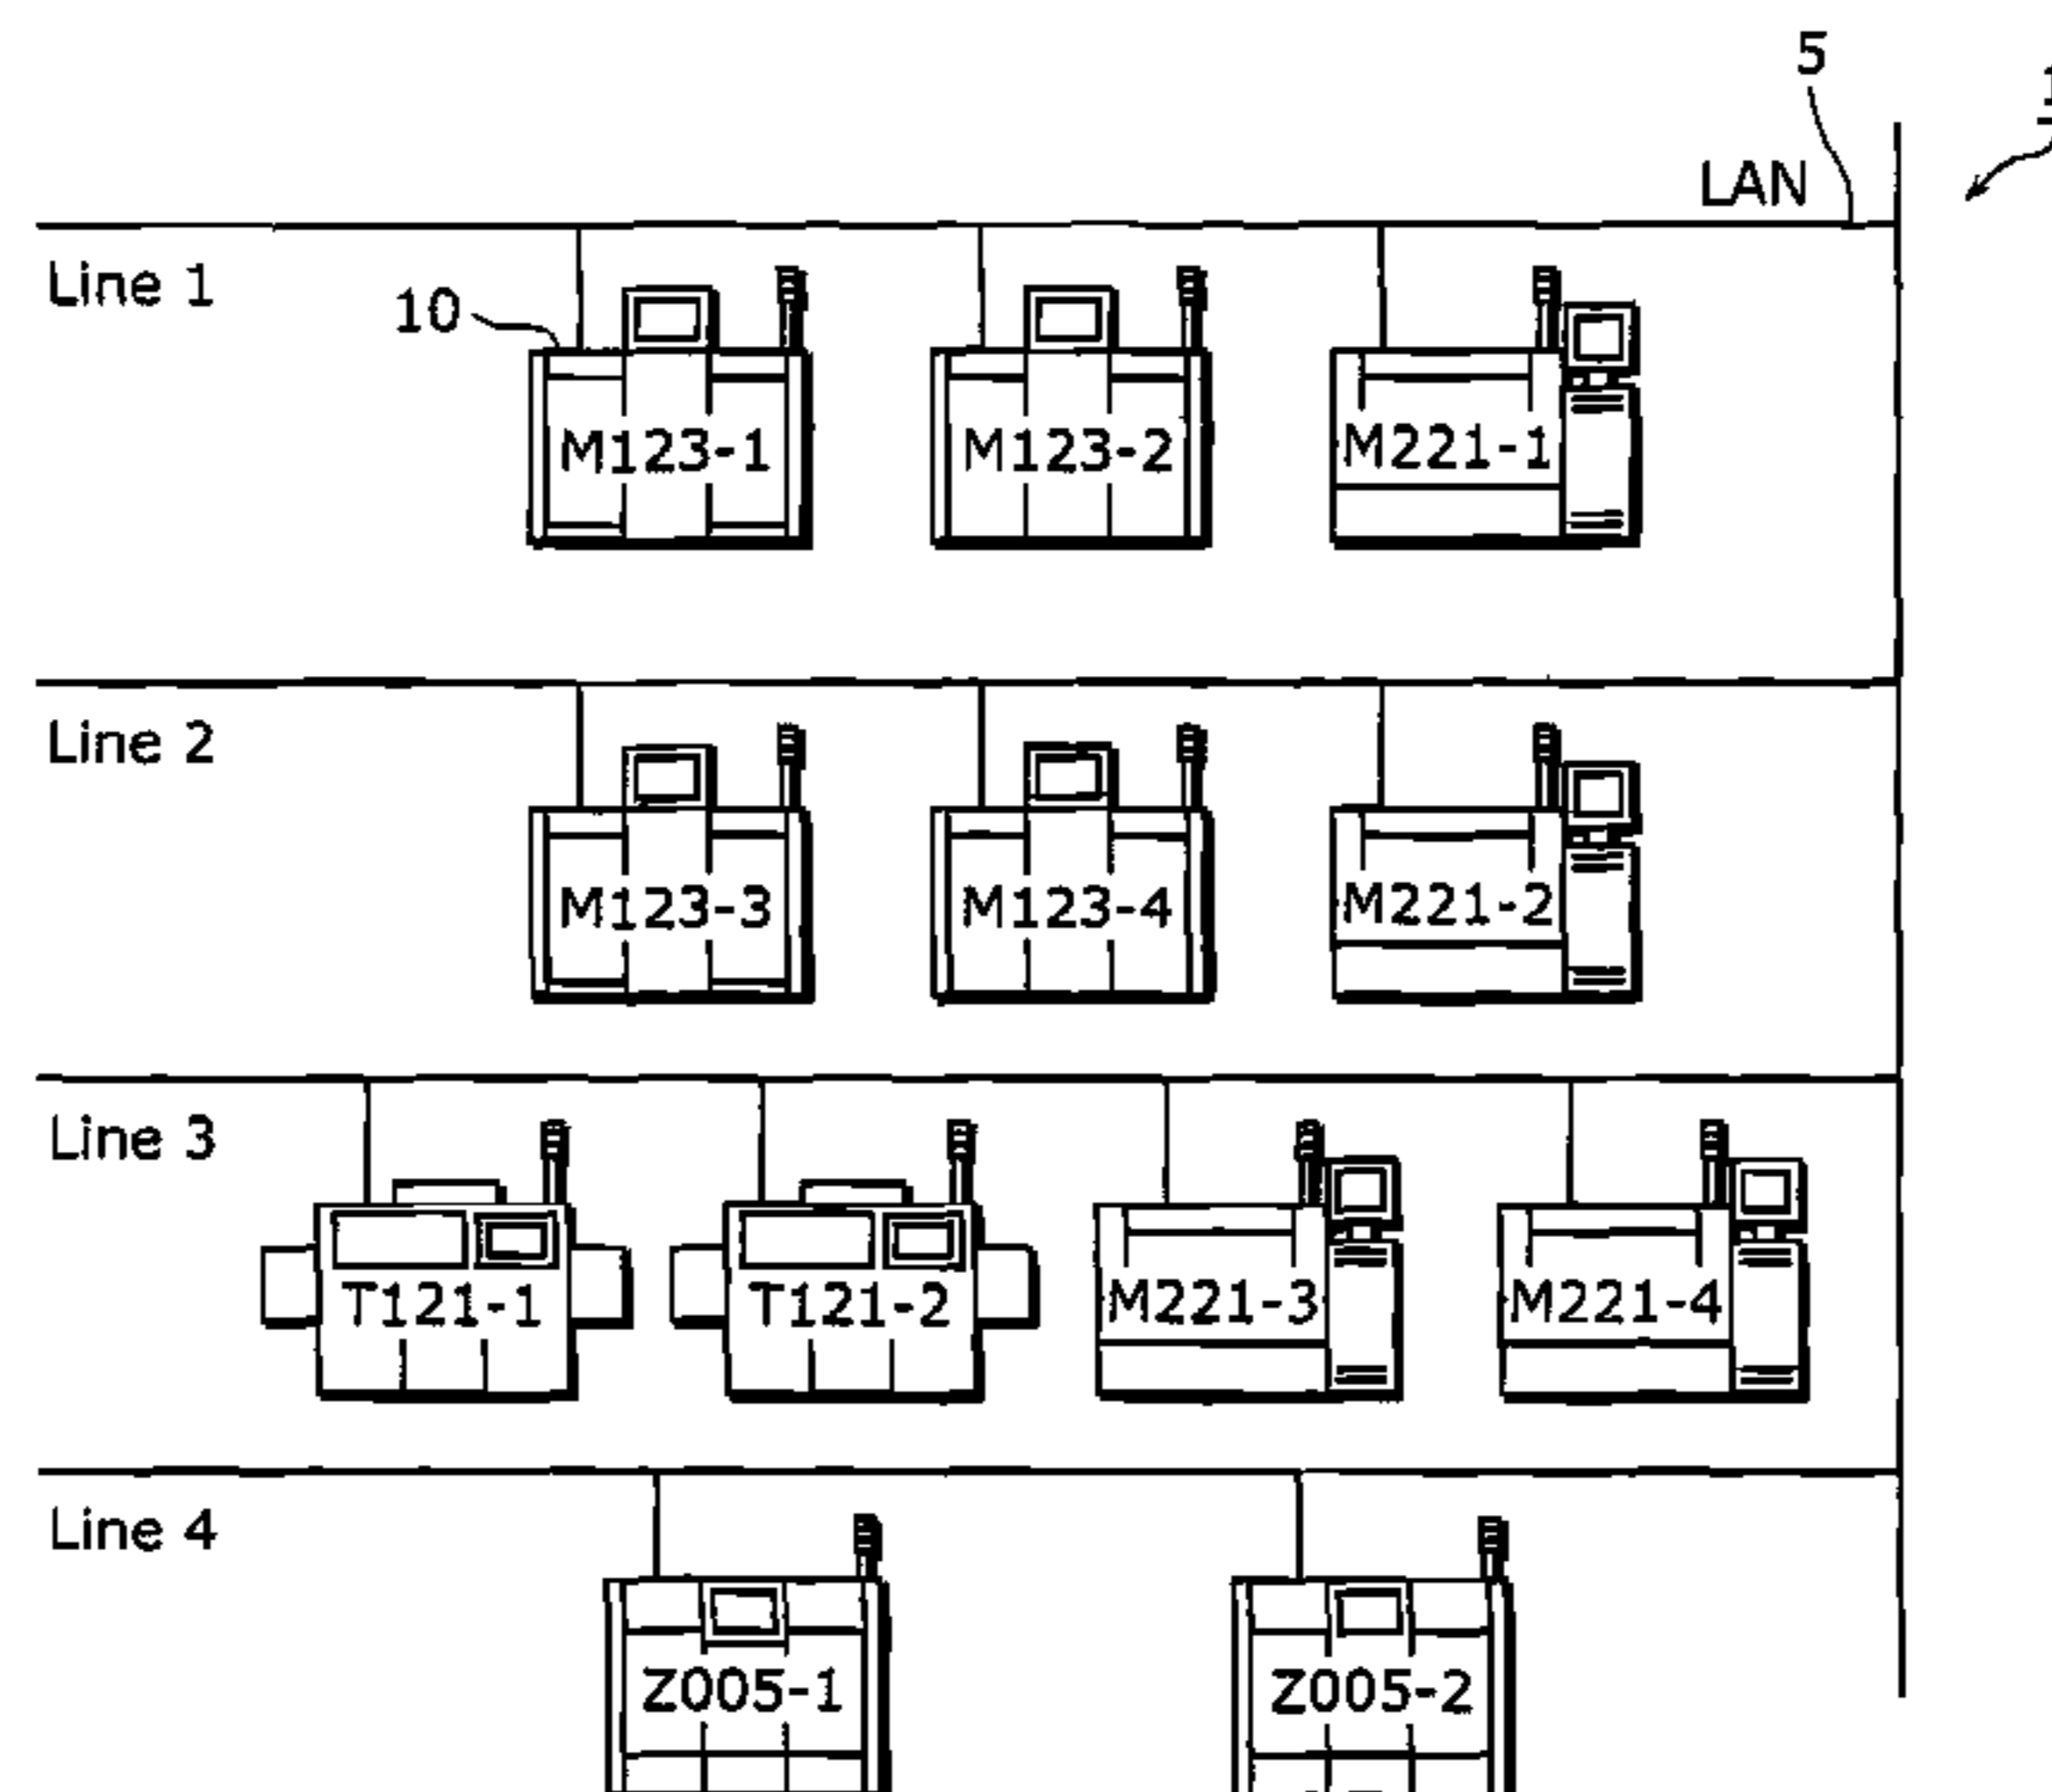 5
1
LAN
Line 1
10
M123-1
M123-2
M221-1
Line 2
M123-3
M123-4
M221-2
Line 3
T121-1
T121-2
M221-3
M221-4
Line 4
Z005-1
Z005-2